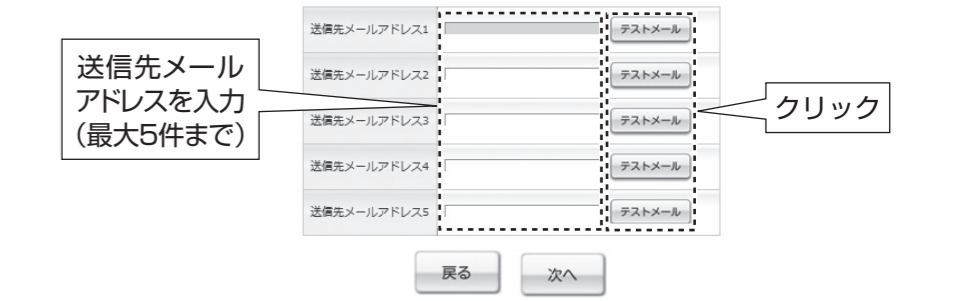 送信先メールアドレス1
テストメール
送信先メール
アドレスを入力
（最大5件まで）
送信先メールアドレス2
テストメール
クリック
送信先メールアドレス3
テストメール
送信先メールアドレス4
テストメール
送信先メールアドレス5
テストメール
戻る
次へ